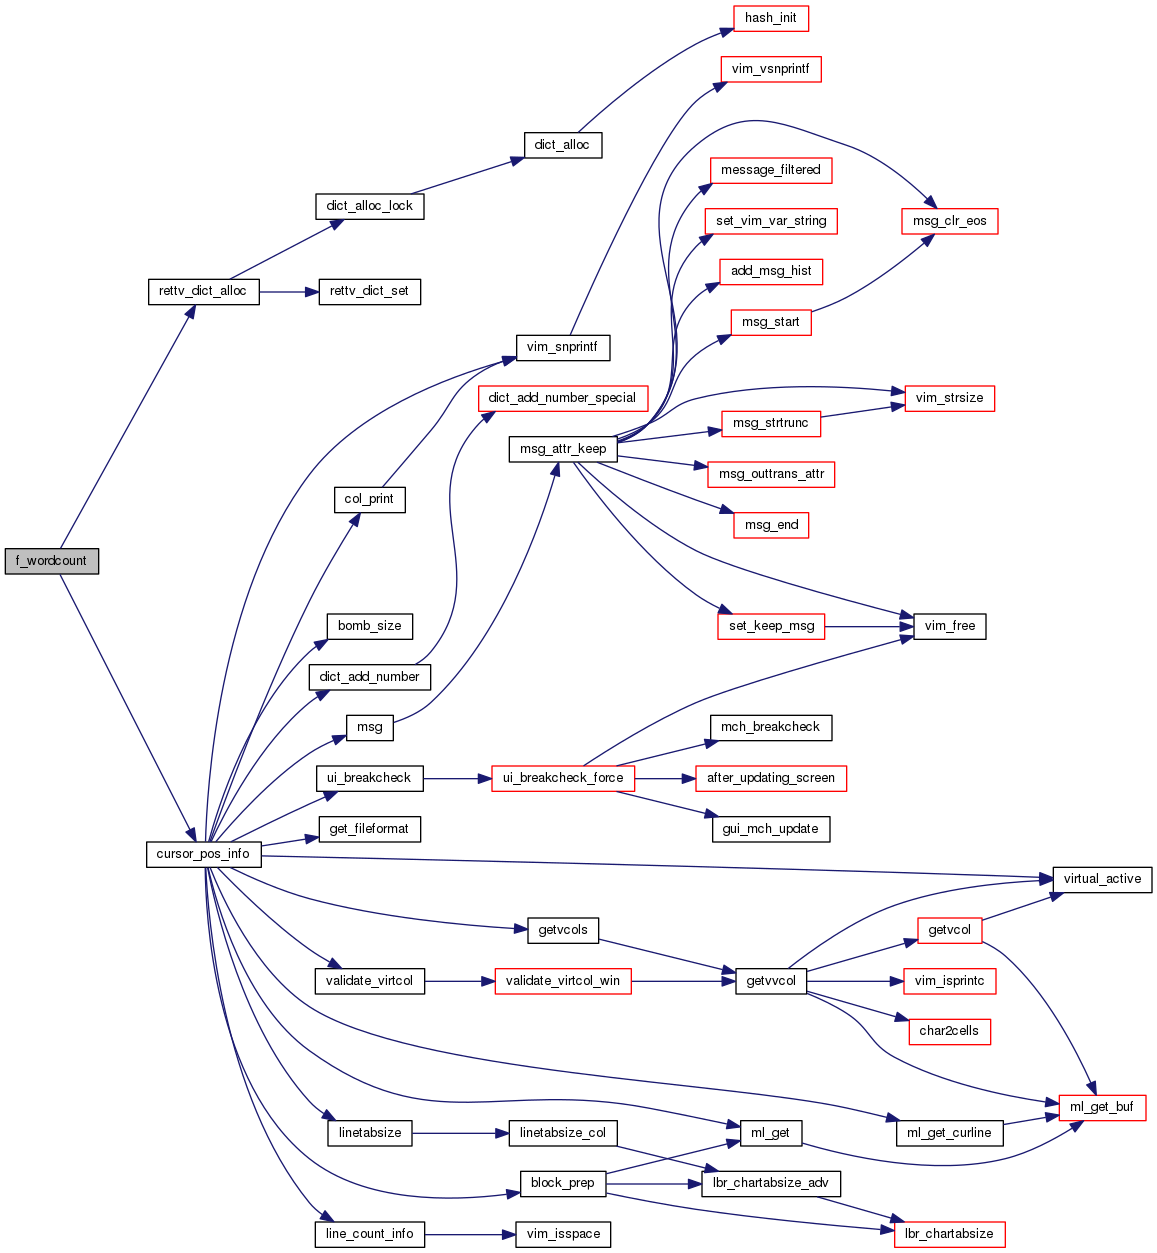 hash_init
vim_vsnprintf
dict_alloc
message_filtered
dict_alloc_lock
set_vim_var_string
msg_clr_eos
add_msg_hist
rettv_dict_alloc
rettv_dict_set
msg_start
vim_snprintf
dict_add_number_special
vim_strsize
msg_strtrunc
msg_attr_keep
msg_outtrans_attr
col_print
msg_end
f_wordcount
bomb_size
set_keep_msg
vim_free
dict_add_number
msg
mch_breakcheck
ui_breakcheck
ui_breakcheck_force
after_updating_screen
get_fileformat
gui_mch_update
cursor_pos_info
virtual_active
getvcols
getvcol
validate_virtcol
validate_virtcol_win
getvvcol
vim_isprintc
char2cells
ml_get_buf
linetabsize
linetabsize_col
ml_get
ml_get_curline
block_prep
lbr_chartabsize_adv
line_count_info
vim_isspace
lbr_chartabsize